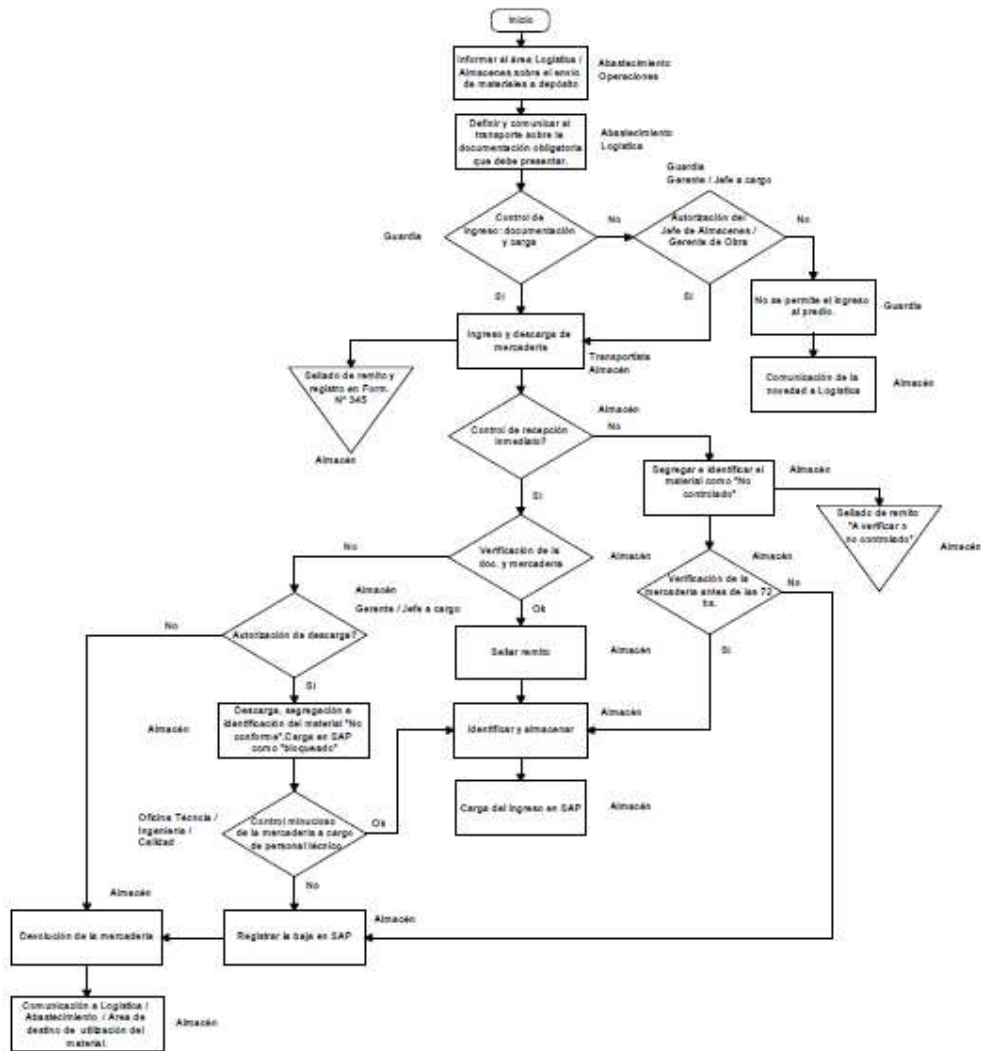 Inicio
Informar al área Logística /
Almacenes sobre el envío
de materiales a depósito
Abastecimiento
Operaciones
Definir y comunicar al
transporte sobre la
documentación obligatoria
que debe presentar.
Abastecimiento
Logística
Guardia
Gerente / Jefe a cargo
Guardia
Control de
ingreso: documentación
y carga
No
Autorización del
Jefe de Almacenes /
Gerente de Obra
No
Si
Si
No se permite el ingreso
al predio.
Guardia
Ingreso y descarga de
mercadería
Transportista
Almacén
Sellado de remito y
registro en Form.
Nº 345
Almacén
Comunicación de la
novedad a Logística
Almacén
Almacén
Control de recepción
inmediato?
No
Si
Segregar e identificar el
material como "No
controlado"
Almacén
Sellado de remito
"A verificar o
no controlado"
Almacén
No
Verificación de la
doc. y mercadería
Almacén
Ok
Almacén
Verificación de la
mercadería antes de las 72
hs.
No
Si
Almacén
Gerente / Jefe a cargo
No
Autorización de descarga?
Si
Sellar remito
Almacén
Almacén
Descarga, segregación e
identificación del material "No
conforme".Carga en SAP
como "bloqueado"
Identificar y almacenar
Almacén
Carga del ingreso en SAP
Almacén
Oficina Técncia /
Ingeniería /
Calidad
Control minucioso
de la mercadería a cargo
de personal técnico
Ok
No
Almacén
Devolución de la mercadería
Registrar la baja en SAP
Almacén
Comunicación a Logística /
Abastecimiento / Area de
destino de utilización del
material.
Almacén